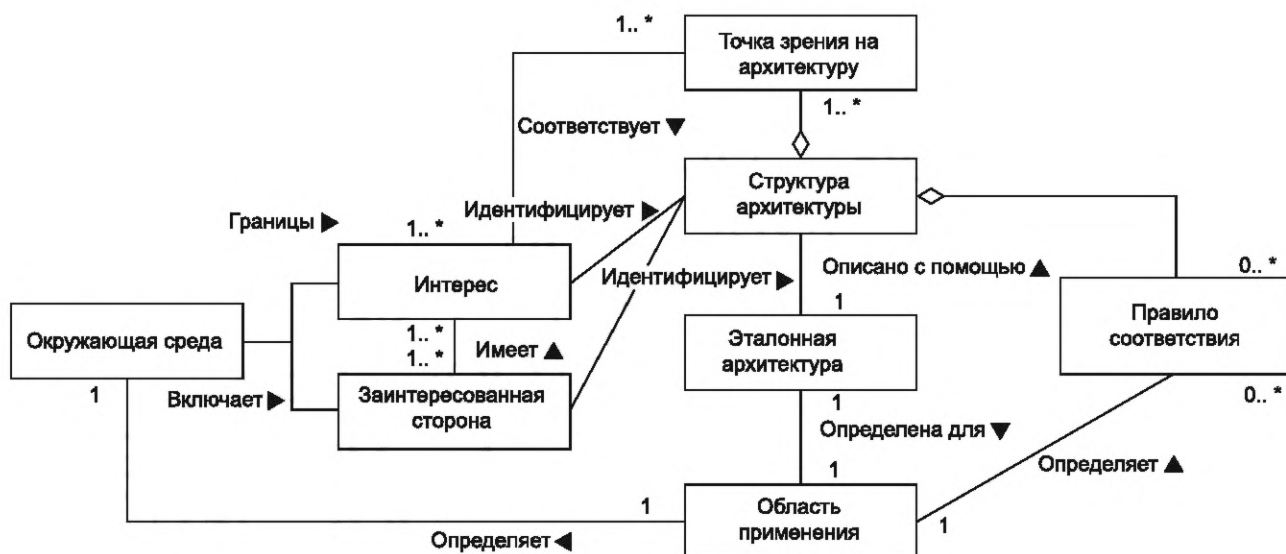 1.. *
Точка зрения на
архитектуру
1.. *
Соответствует ▼
Структура
архитектуры
Границы ▶
1.. *
Идентифицирует ▶
Интерес
Идентифицирует ▶
Описано с помощью ▲
0.. *
1
Окружающая среда
1.. *
1.. *
Имеет ▲
Эталонная
архитектура
Правило
соответствия
1
Включает ▶
Заинтересованная
сторона
1
0.. *
Определена для ▼
1
Определяет ▲
1
Область
применения
1
Определяет ◀